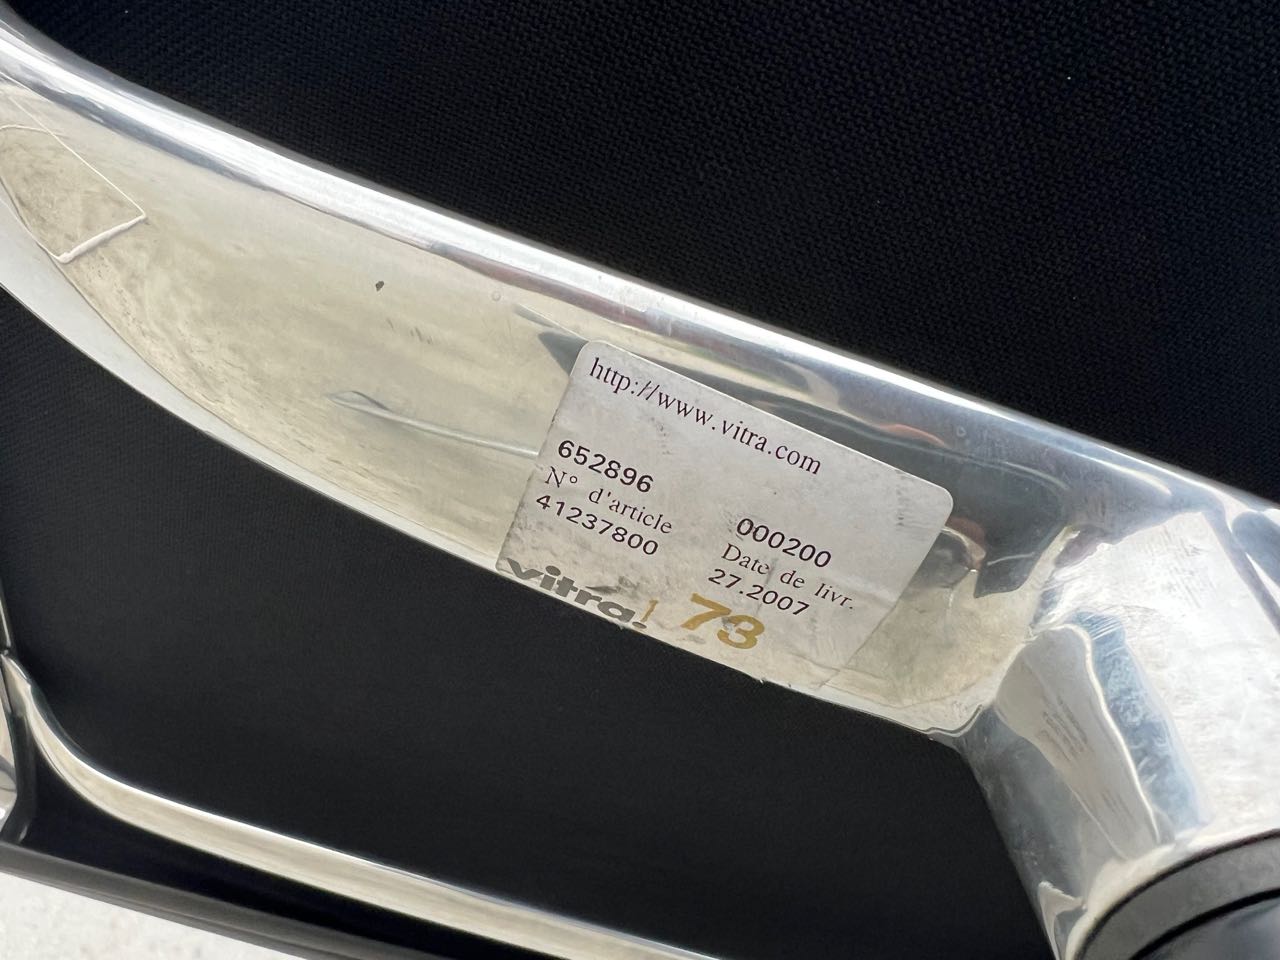 http://www.vitra.com
652896
000200
N° d'article
Date de livr.
41237800
27.2007
vitra.
73